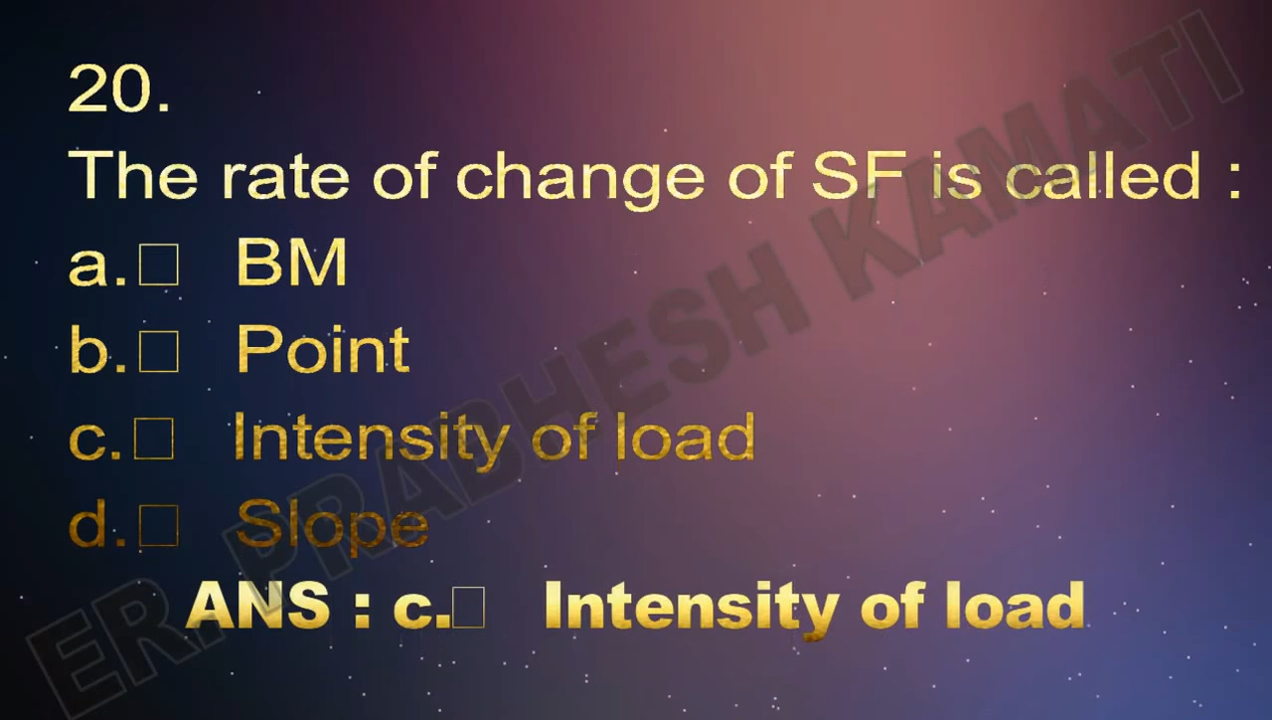 20.
The rate of change of SF is called :
a.□ BM
b.□ Point
c.□ Intensity of load
d.□ Slope
ANS : c.□ Intensity of load
ER. PRABHESH KAMATI